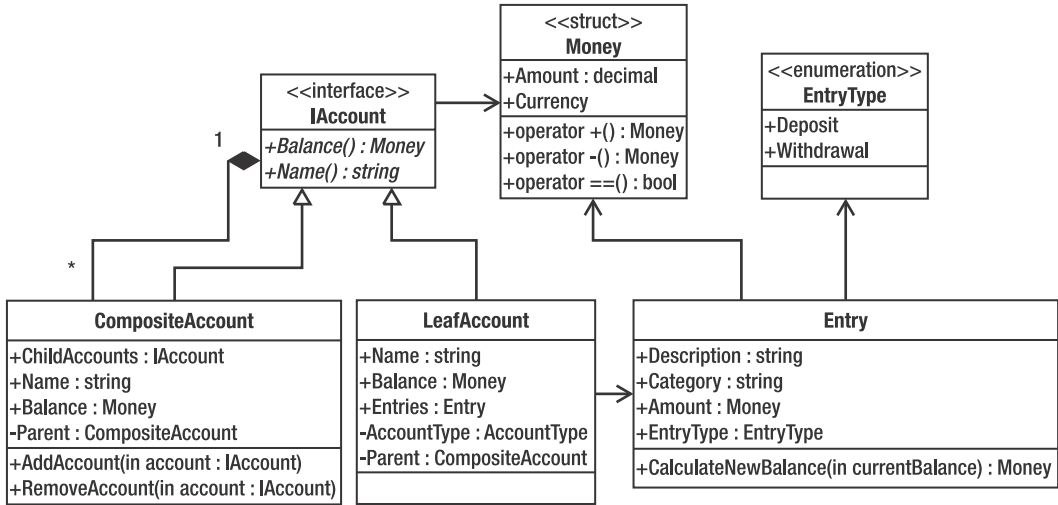 <<struct>>
Money
+Amount : decimal
+Currency
+operator +() : Money
+operator -() : Money
+operator ==() : bool
<<enumeration>>
EntryType
+Deposit
+Withdrawal
<<interface>>
IAccount
+Balance() : Money
+Name() : string
1
*
CompositeAccount
+ChildAccounts : IAccount
+Name : string
+Balance : Money
-Parent : CompositeAccount
+AddAccount(in account : IAccount)
+RemoveAccount(in account : IAccount)
LeafAccount
+Name : string
+Balance : Money
+Entries : Entry
-AccountType : AccountType
-Parent : CompositeAccount
Entry
+Description : string
+Category : string
+Amount : Money
+EntryType : EntryType
+CalculateNewBalance(in currentBalance) : Money